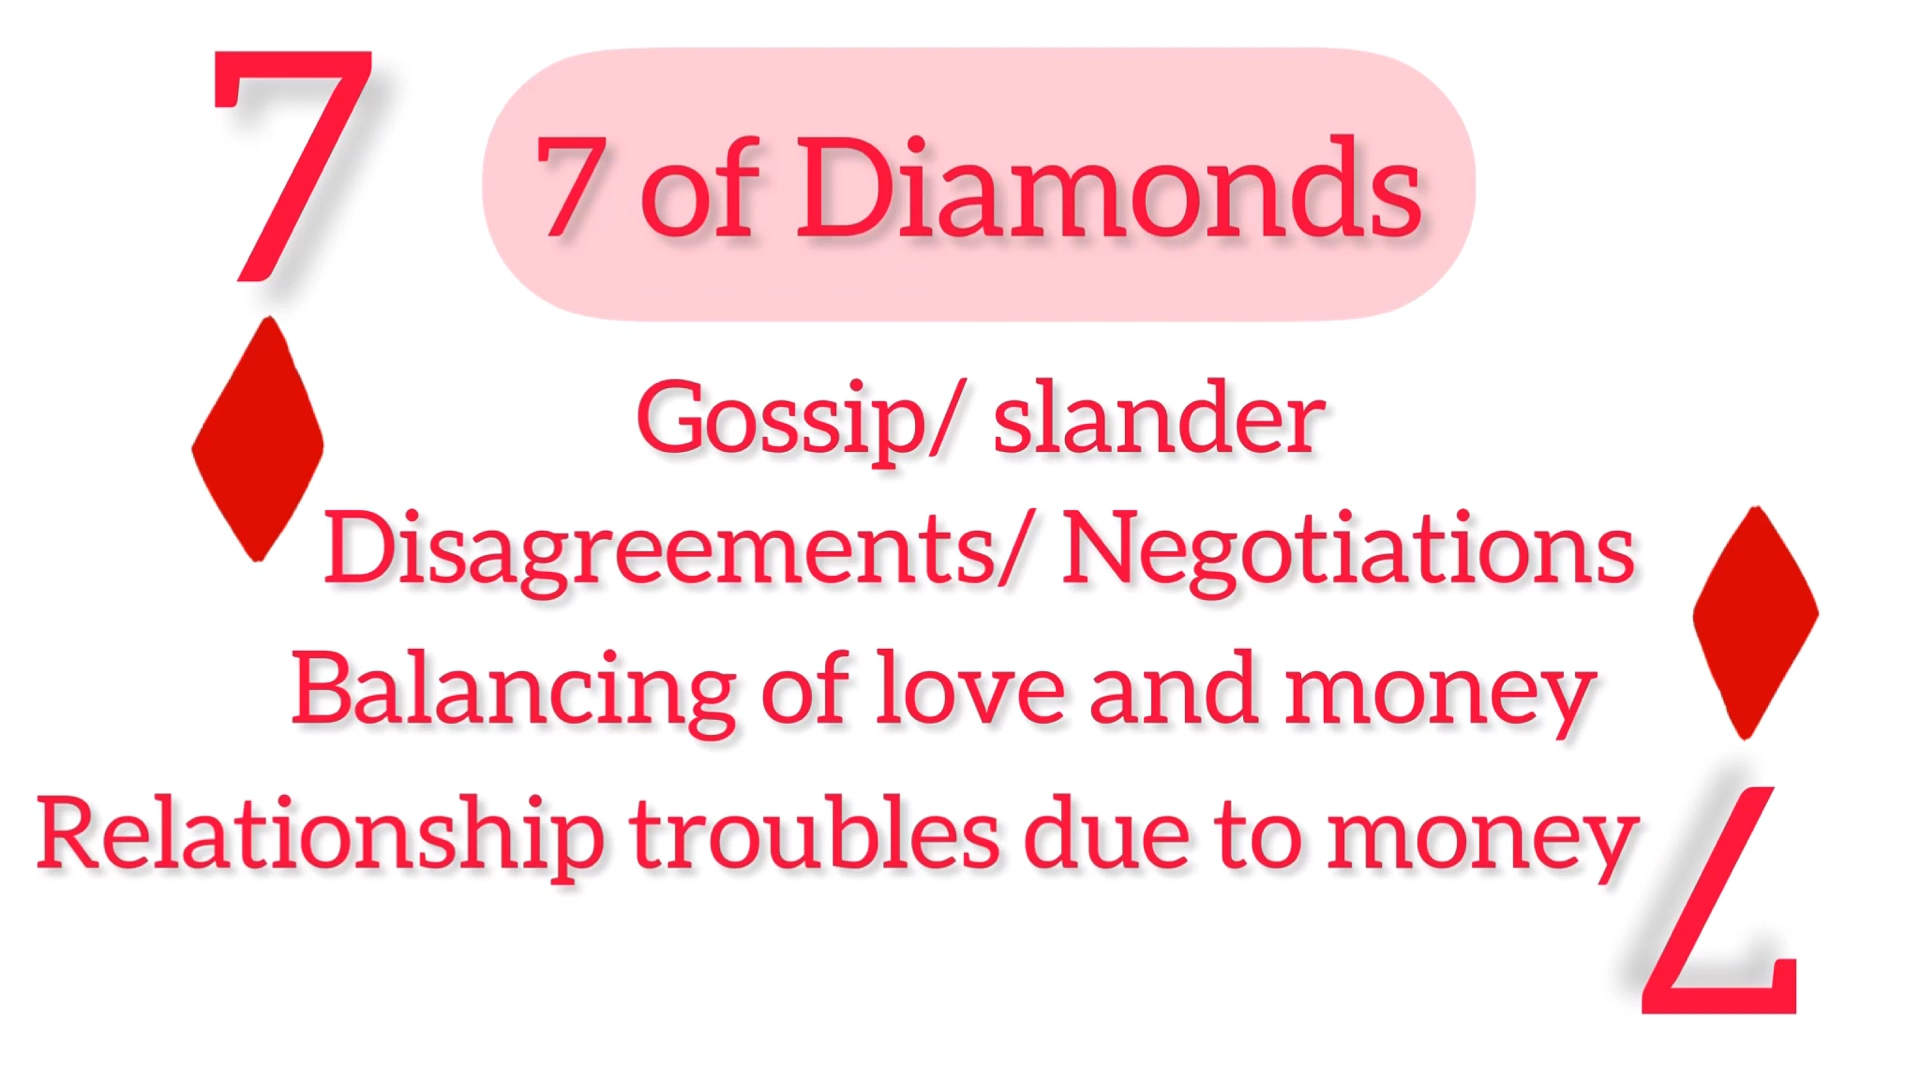 7
7 of Diamonds
Gossip/ slander
Disagreements/ Negotiations
Balancing of love and money
Relationship troubles due to money
7